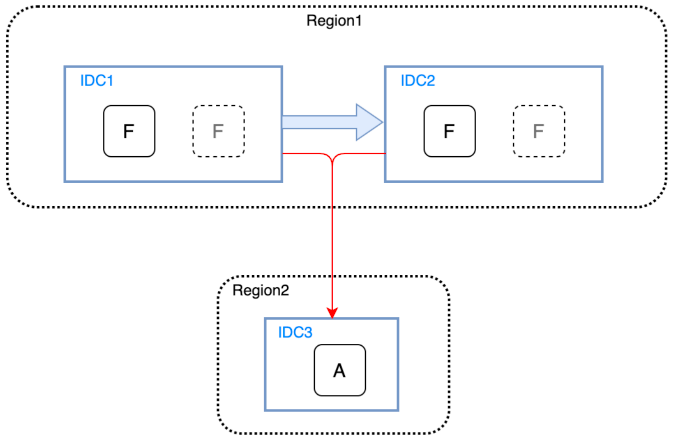 Region1
IDC1
IDC2
F
F
F
F
Region2
IDC3
A